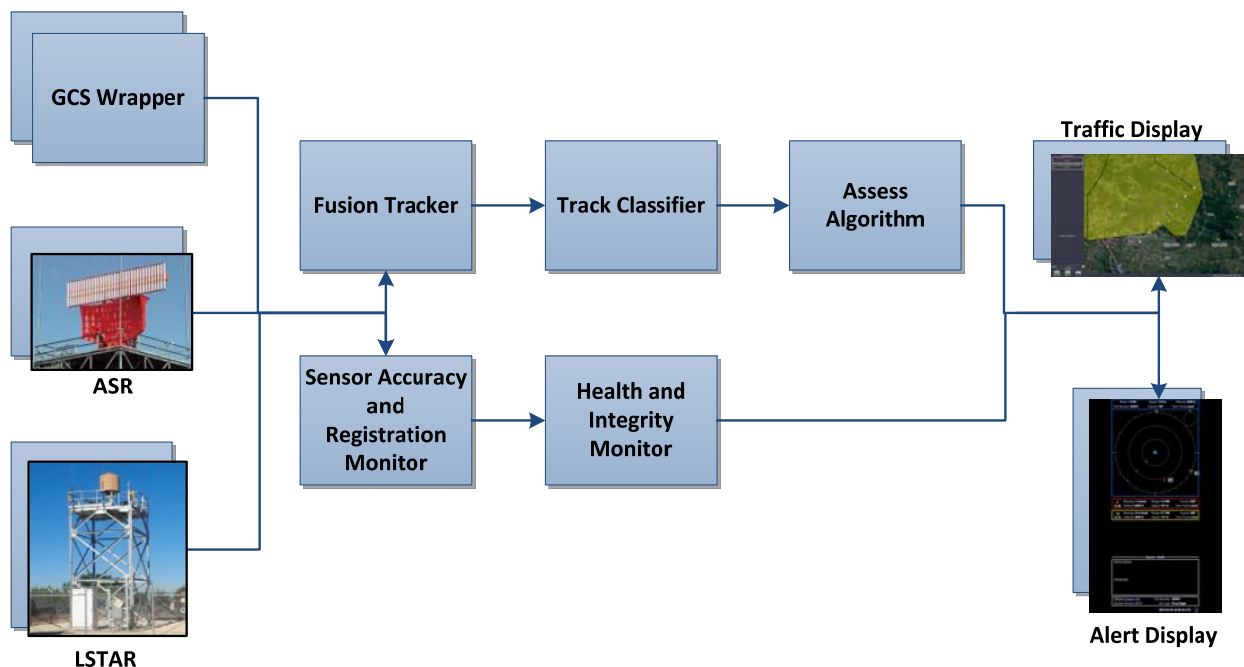 GCS Wrapper
ASR
LSTAR
Fusion Tracker
Track Classifier
Assess
Algorithm
Sensor Accuracy
and
Registration
Monitor
Health and
Integrity
Monitor
Traffic Display
Alert Display